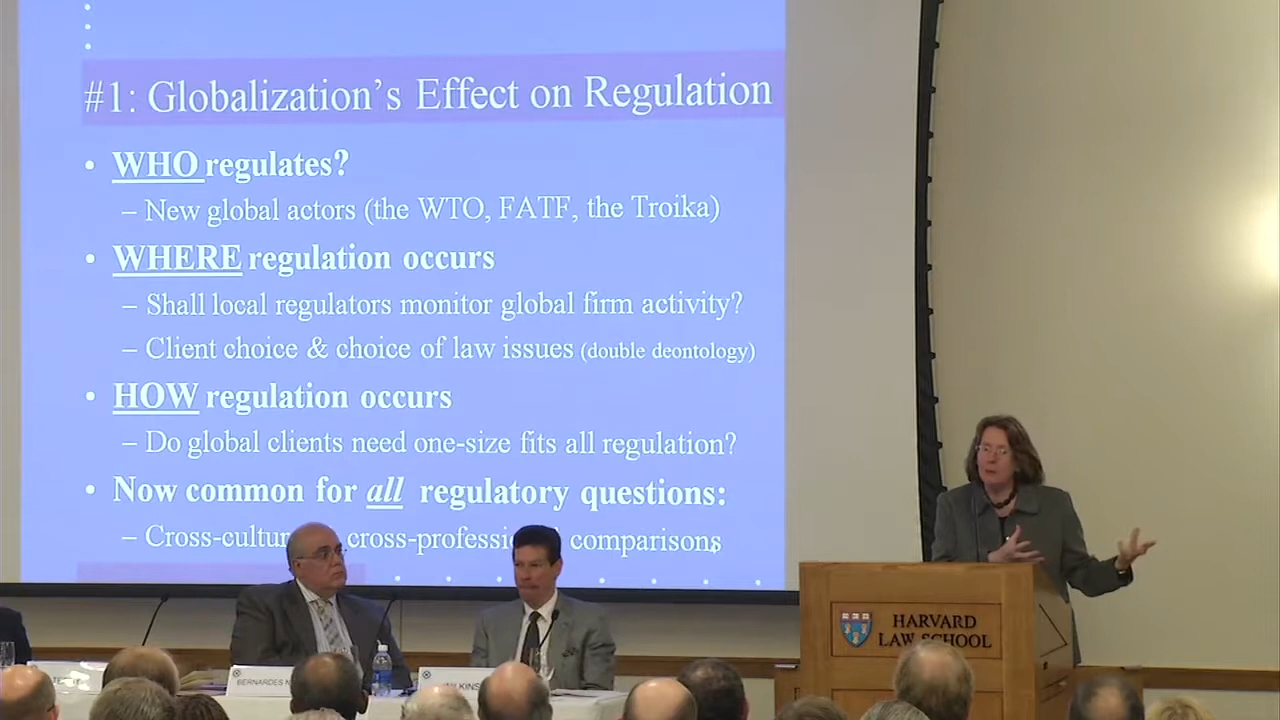 #1: Globalization's Effect on Regulation
• WHO regulates?
– New global actors (the WTO, FATF, the Troika)
• WHERE regulation occurs
– Shall local regulators monitor global firm activity?
– Client choice & choice of law issues (double deontology)
• HOW regulation occurs
– Do global clients need one-size fits all regulation?
• Now common for all regulatory questions:
– comparisons
HARVARD
LAW SCHOOL
BERNARDES